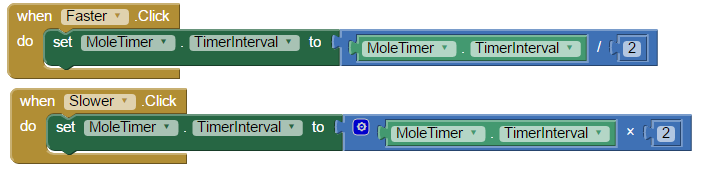 when Faster .Click
do set MoleTimer . TimerInterval to MoleTimer . TimerInterval / 2
when Slower .Click
do set MoleTimer . TimerInterval to MoleTimer . TimerInterval × 2